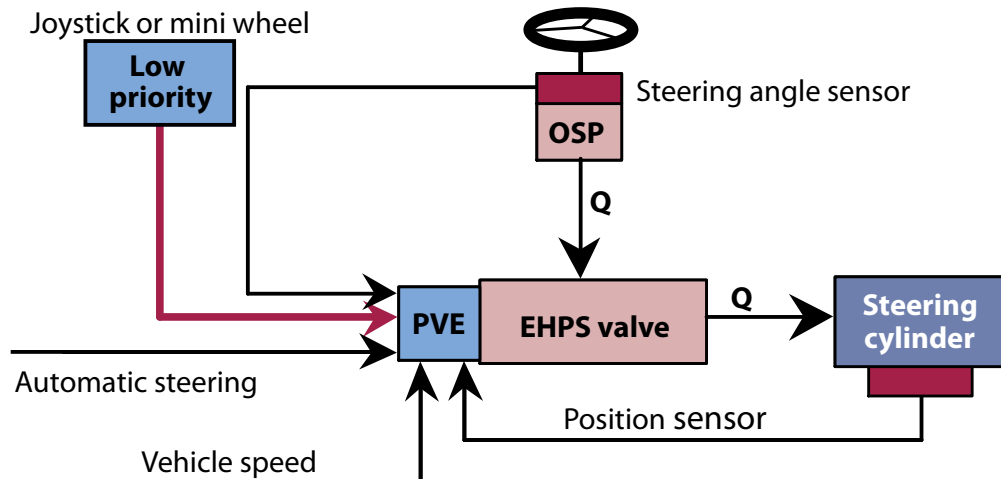 Joystick or mini wheel
Low
priority
Steering angle sensor
OSP
Q
PVE
EHPS valve
Q
Steering
cylinder
Automatic steering
Position sensor
Vehicle speed